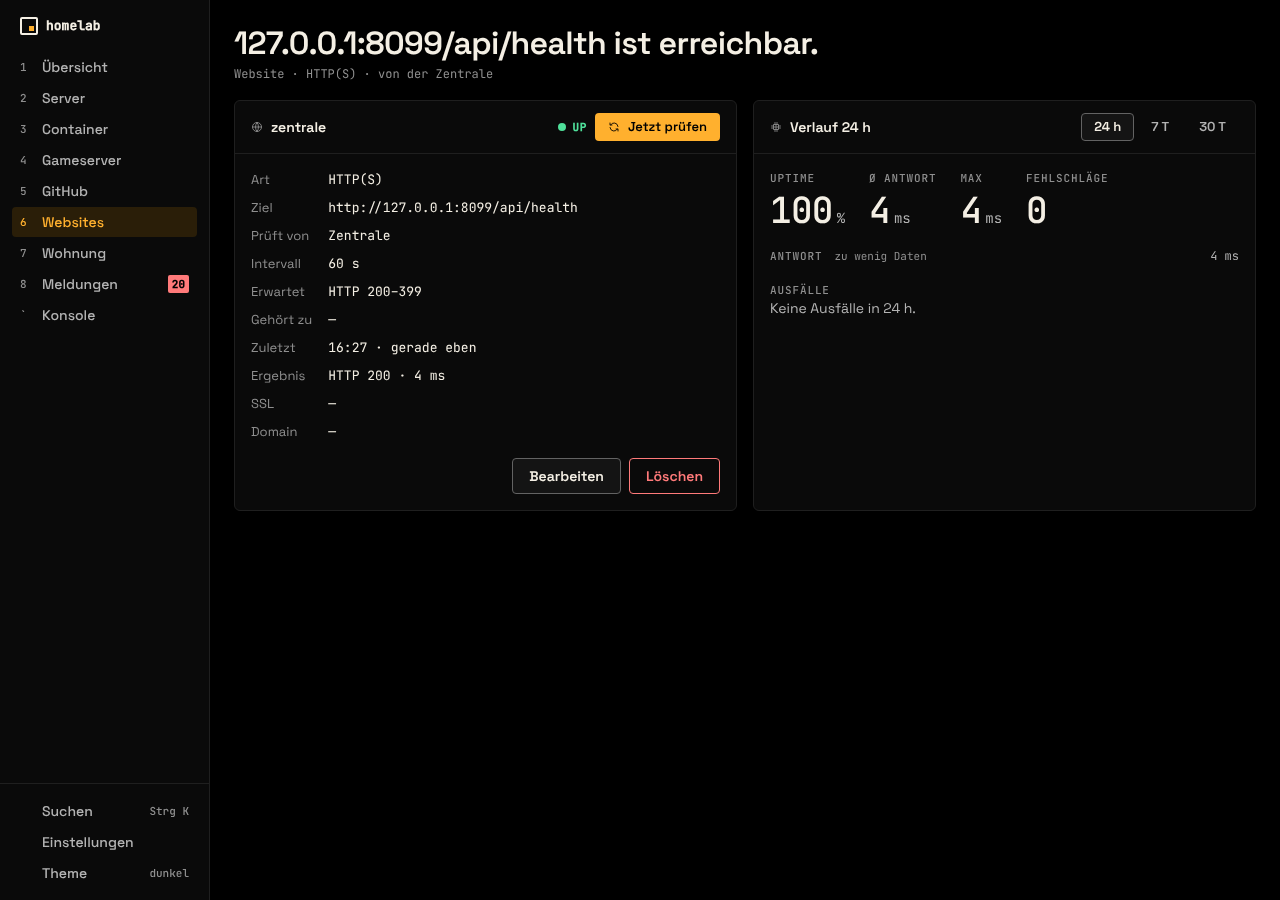 homelab
1 Übersicht
2 Server
3 Container
4 Gameserver
5 GitHub
6 Websites
7 Wohnung
8 Meldungen 20
` Konsole
Suchen Strg K
Einstellungen
Theme dunkel
127.0.0.1:8099/api/health ist erreichbar.
Website · HTTP(S) · von der Zentrale
zentrale UP Jetzt prüfen
Art HTTP(S)
Ziel http://127.0.0.1:8099/api/health
Prüft von Zentrale
Intervall 60 s
Erwartet HTTP 200–399
Gehört zu —
Zuletzt 16:27 · gerade eben
Ergebnis HTTP 200 · 4 ms
SSL —
Domain —
Bearbeiten Löschen
Verlauf 24 h 24 h 7 T 30 T
UPTIME Ø ANTWORT MAX FEHLSCHLÄGE
100 % 4 ms 4 ms 0
ANTWORT zu wenig Daten 4 ms
AUSFÄLLE
Keine Ausfälle in 24 h.